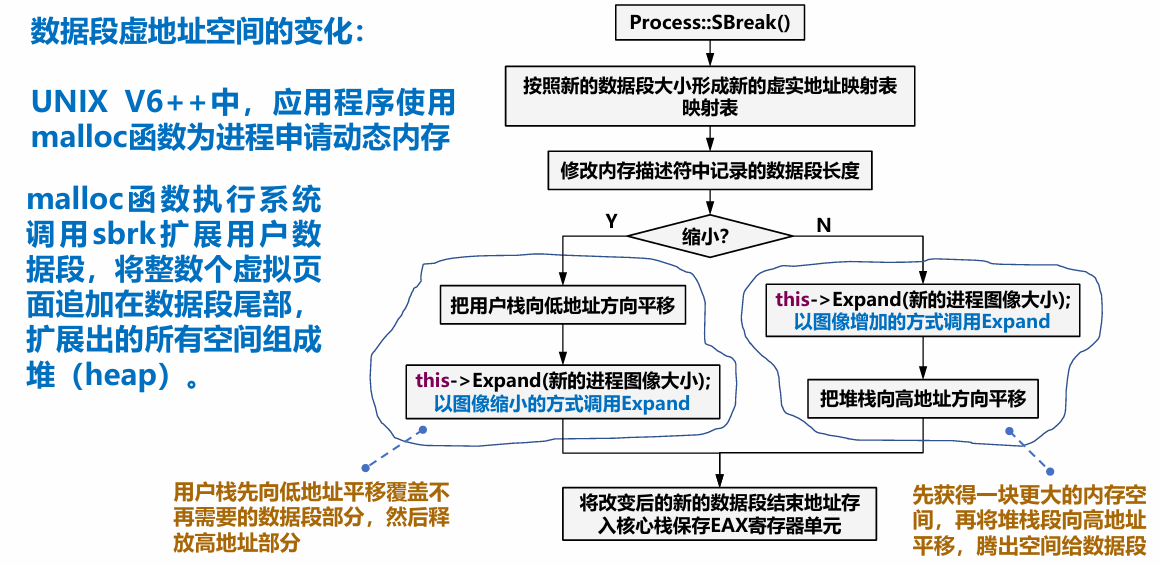 数据段虚地址空间的变化：
UNIX V6++中，应用程序使用
malloc函数为进程申请动态内存
malloc函数执行系统
调用sbrk扩展用户数
据段，将整数个虚拟页
面追加在数据段尾部，
扩展出的所有空间组成
堆（heap）。
Process::SBreak()
按照新的数据段大小形成新的虚实地址映射表
映射表
修改内存描述符中记录的数据段长度
缩小?
Y
N
把用户栈向低地址方向平移
this->Expand(新的进程图像大小);
以图像缩小的方式调用Expand
this->Expand(新的进程图像大小);
以图像增加的方式调用Expand
把堆栈向高地址方向平移
用户栈先向低地址平移覆盖不
再需要的数据段部分，然后释
放高地址部分
将改变后的新的数据段结束地址存
入核心栈保存EAX寄存器单元
先获得一块更大的内存空
间，再将堆栈段向高地址
平移，腾出空间给数据段